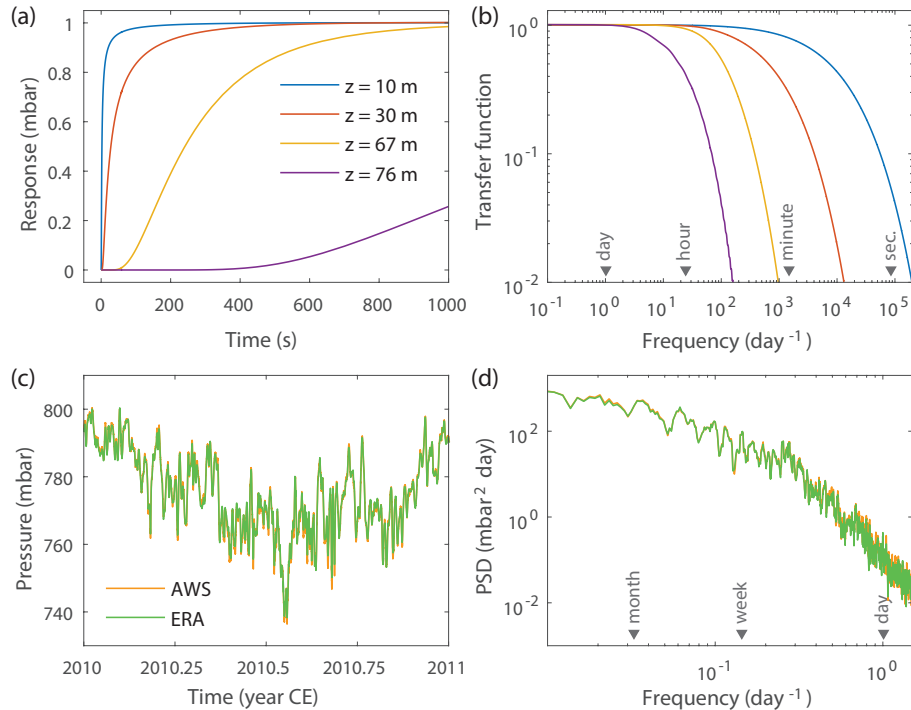 (a)
Response (mbar)
1
0.8
0.6
0.4
0.2
0
z = 10 m
z = 30 m
z = 67 m
z = 76 m
0 200 400 600 800 1000
Time (s)
(b)
Transfer function
10^0
10^-1
10^-2
day
hour
minute
sec.
10^-1 10^0 10^1 10^2 10^3 10^4 10^5
Frequency (day^-1)
(c)
Pressure (mbar)
800
780
760
740
AWS
ERA
2010 2010.25 2010.5 2010.75 2011
Time (year CE)
(d)
PSD (mbar^2 day)
10^2
10^0
10^-2
month
week
day
10^-1 10^0
Frequency (day^-1)